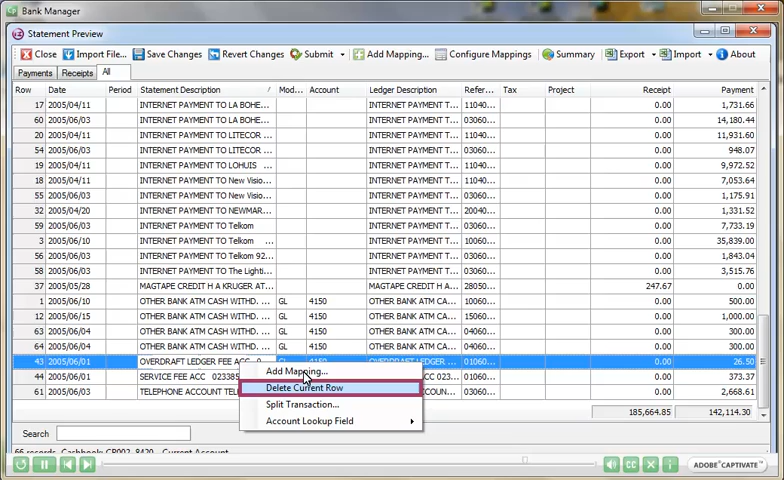 Bank Manager
Statement Preview
Close Import File... Save Changes Revert Changes Submit Add Mapping... Configure Mappings Summary Export Import About
Payments Receipts All
Row Date Period Statement Description Mod... Account Ledger Description Refer... Tax Project Receipt Payment
17 2005/04/11 INTERNET PAYMENT TO LA BOHE... INTERNET PAYMENT T... 11040... 0.00 1,731.66
60 2005/06/03 INTERNET PAYMENT TO LA BOHE... INTERNET PAYMENT T... 03060... 0.00 14,180.44
20 2005/04/11 INTERNET PAYMENT TO LITECOR ... INTERNET PAYMENT T... 11040... 0.00 11,931.60
54 2005/06/03 INTERNET PAYMENT TO LITECOR ... INTERNET PAYMENT T... 03060... 0.00 948.07
19 2005/04/11 INTERNET PAYMENT TO LOHUIS ... INTERNET PAYMENT T... 11040... 0.00 9,972.52
18 2005/04/11 INTERNET PAYMENT TO New Visio... INTERNET PAYMENT T... 11040... 0.00 7,053.64
55 2005/06/03 INTERNET PAYMENT TO New Visio... INTERNET PAYMENT T... 03060... 0.00 1,175.91
32 2005/04/20 INTERNET PAYMENT TO NEWMAR... INTERNET PAYMENT T... 20040... 0.00 1,331.52
59 2005/06/03 INTERNET PAYMENT TO Telkom INTERNET PAYMENT T... 03060... 0.00 7,733.19
3 2005/06/10 INTERNET PAYMENT TO Telkom ... INTERNET PAYMENT T... 10060... 0.00 35,839.00
56 2005/06/03 INTERNET PAYMENT TO Telkom 92... INTERNET PAYMENT T... 03060... 0.00 1,843.04
58 2005/06/03 INTERNET PAYMENT TO The Lighti... INTERNET PAYMENT T... 03060... 0.00 3,515.76
37 2005/05/28 MAGTAPE CREDIT H A KRUGER AT... MAGTAPE CREDIT H A ... 28050... 247.67 0.00
1 2005/06/10 OTHER BANK ATM CASH WITHD. ... GL 4150 OTHER BANK ATM CA... 10060... 0.00 500.00
12 2005/06/15 OTHER BANK ATM CASH WITHD. ... GL 4150 OTHER BANK ATM CA... 15060... 0.00 1,000.00
63 2005/06/04 OTHER BANK ATM CASH WITHD. ... GL 4150 OTHER BANK ATM CA... 04060... 0.00 300.00
64 2005/06/04 OTHER BANK ATM CASH WITHD. ... GL 4150 OTHER BANK ATM CA... 04060... 0.00 300.00
43 2005/06/01 OVERDRAFT LEDGER FEE ACC 0... GL 4150 OVERDRAFT LEDGER ... 01060... 0.00 26.50
44 2005/06/01 SERVICE FEE ACC 023385 ACC 023... 01060... 0.00 373.37
61 2005/06/03 TELEPHONE ACCOUNT TEL ACCOUN... 03060... 0.00 2,668.61
Add Mapping...
Delete Current Row
Split Transaction...
Account Lookup Field
185,664.85 142,114.30
Search
66 records. Cashbook: CB002-8420 - Current Account
CC
ADOBE CAPTIVATE